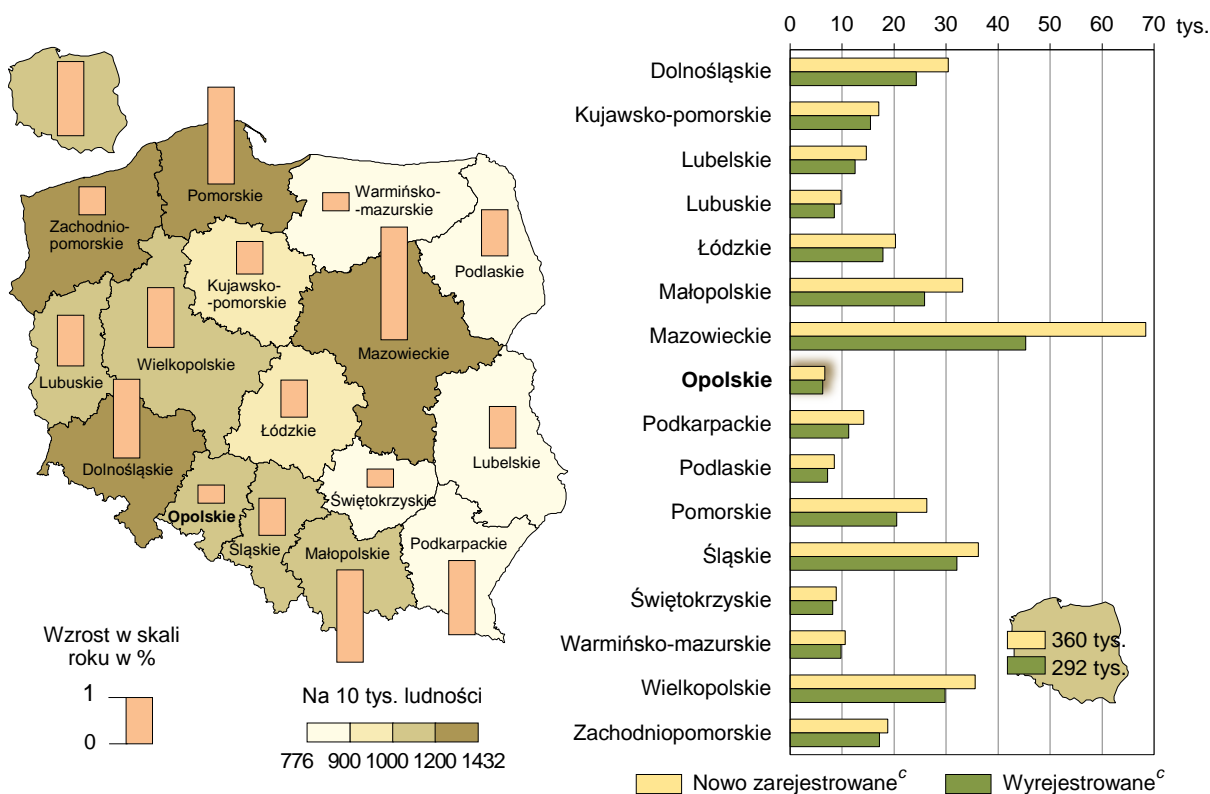 Pomorskie
Zachodnio-
pomorskie
Warmińsko-
-mazurskie
Podlaskie
Kujawsko-
-pomorskie
Mazowieckie
Wielkopolskie
Lubuskie
Łódzkie
Lubelskie
Dolnośląskie
Opolskie
Śląskie
Świętokrzyskie
Małopolskie
Podkarpackie
Wzrost w skali
roku w %
1
0
Na 10 tys. ludności
776 900 1000 1200 1432
0 10 20 30 40 50 60 70 tys.
Dolnośląskie
Kujawsko-pomorskie
Lubelskie
Lubuskie
Łódzkie
Małopolskie
Mazowieckie
Opolskie
Podkarpackie
Podlaskie
Pomorskie
Śląskie
Świętokrzyskie
Warmińsko-mazurskie
Wielkopolskie
Zachodniopomorskie
360 tys.
292 tys.
Nowo zarejestrowane^c Wyrejestrowane^c